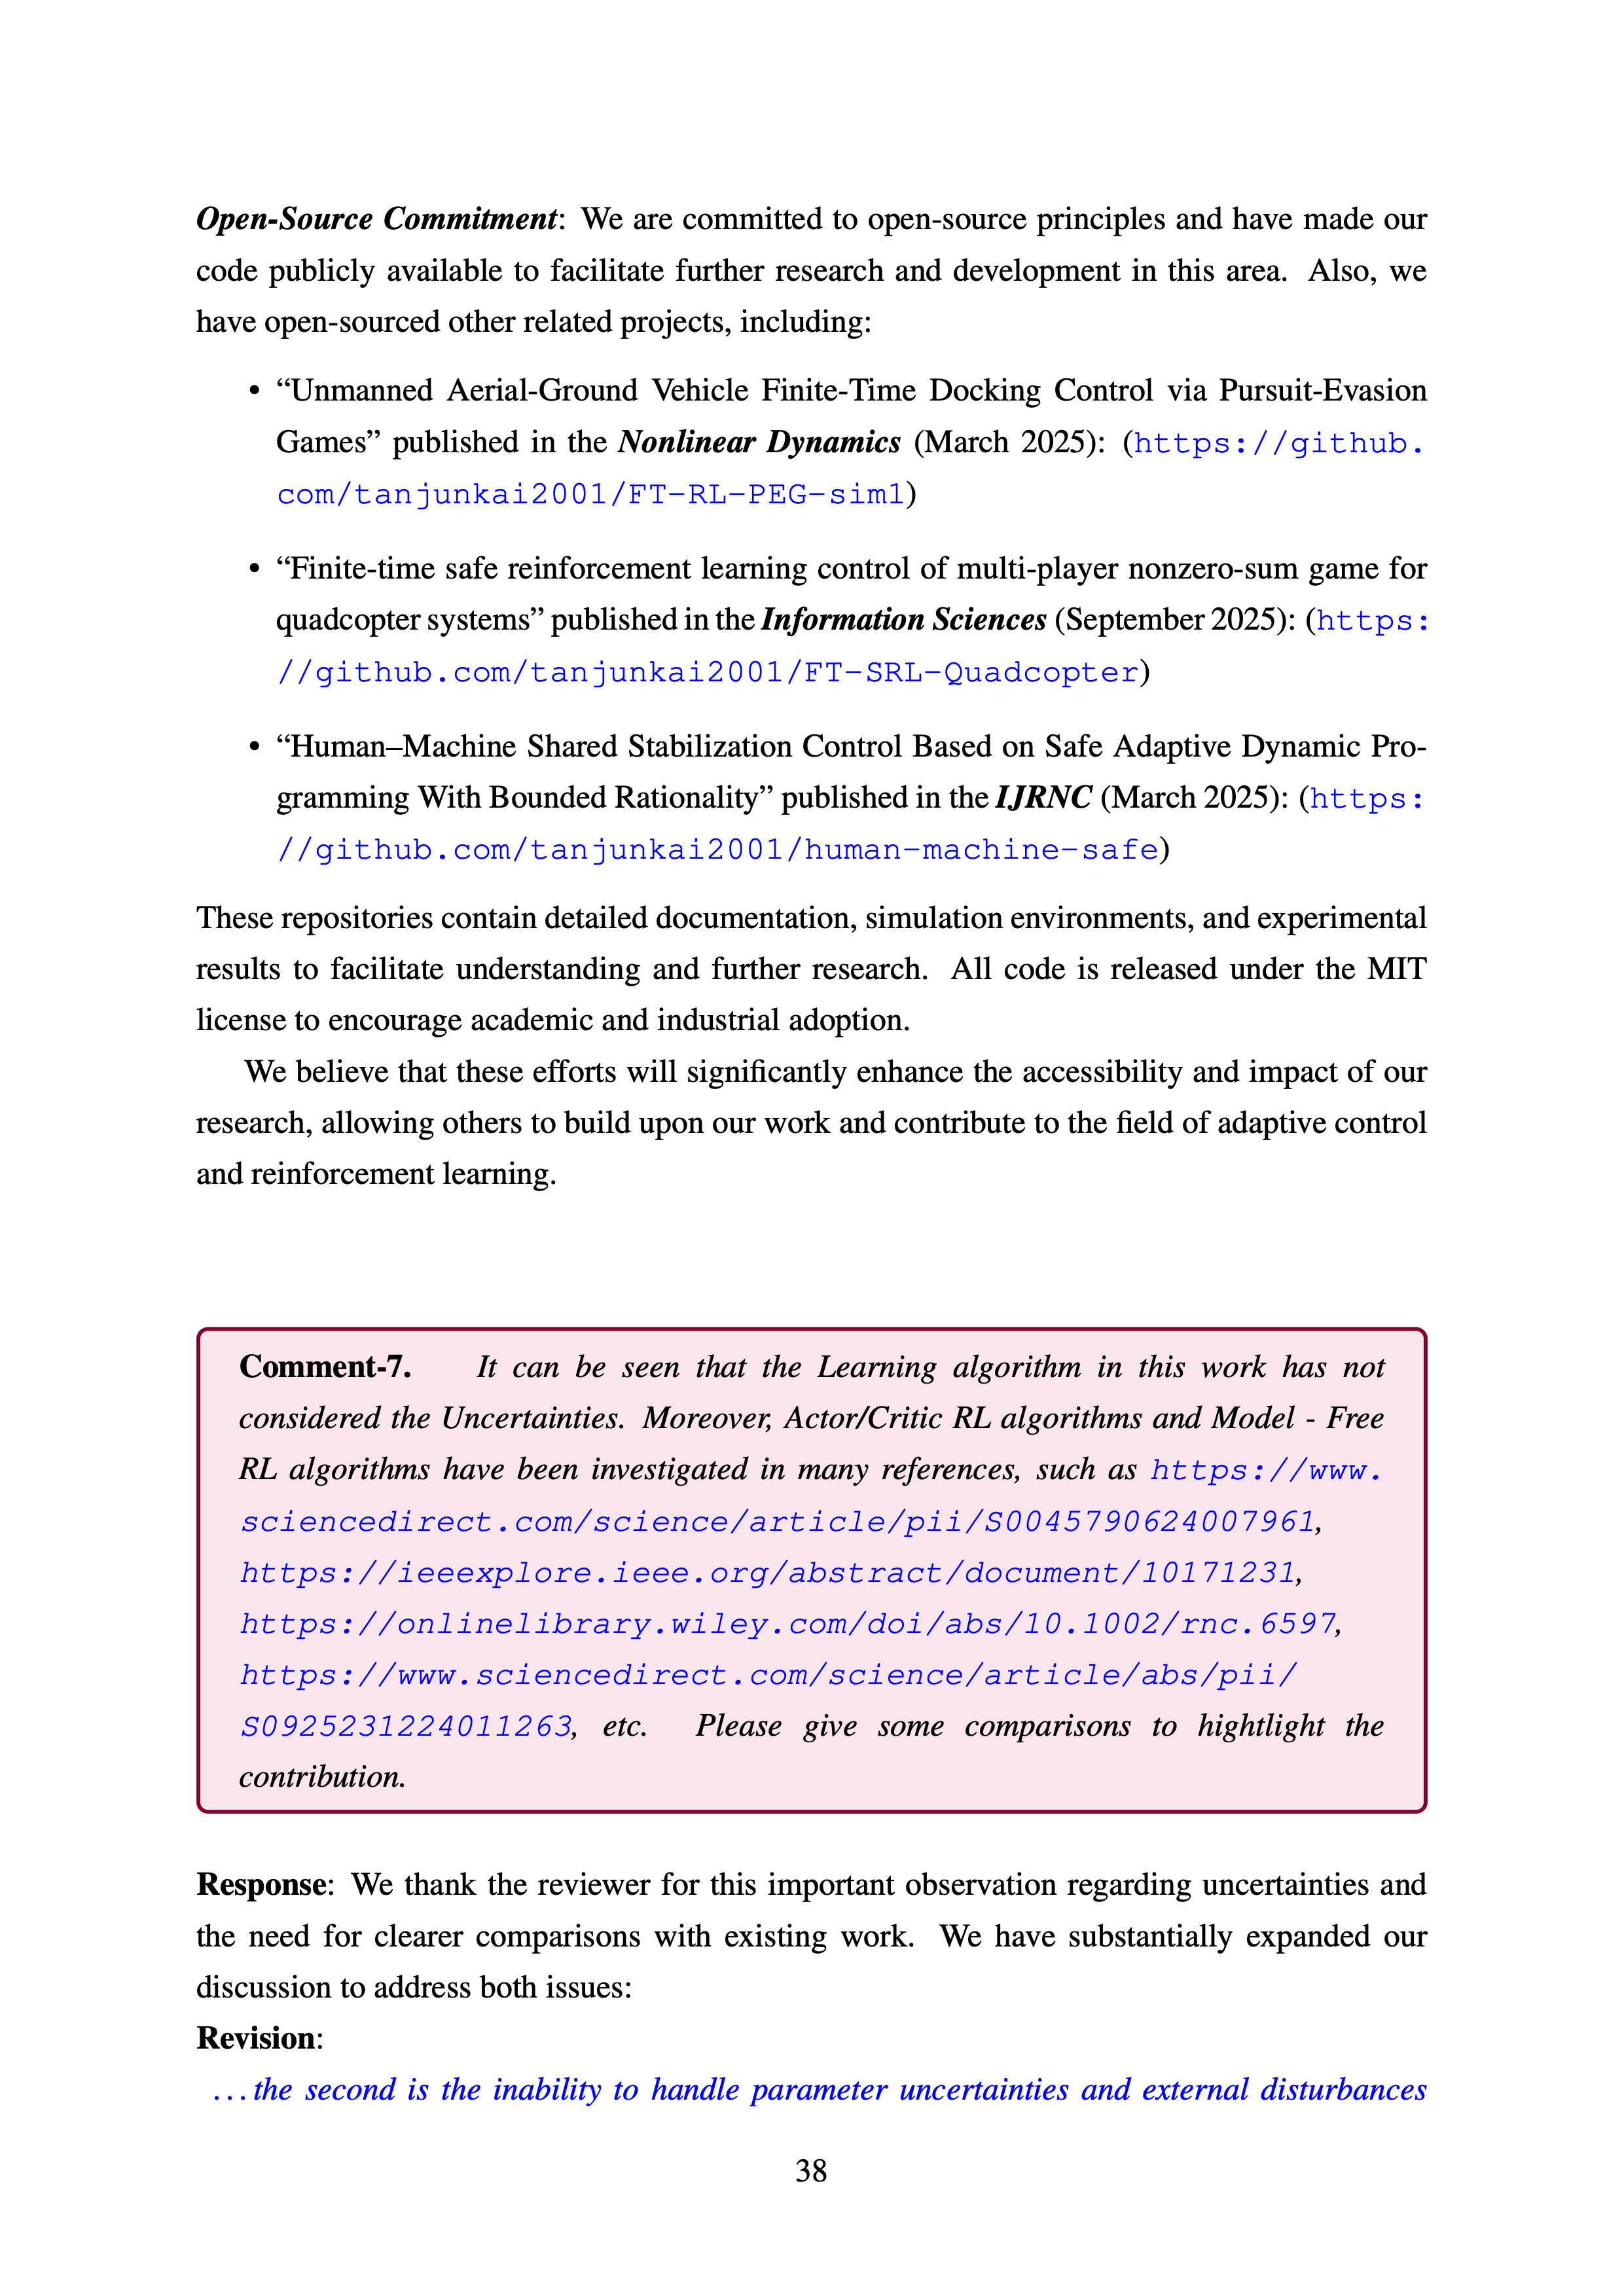 Open-Source Commitment: We are committed to open-source principles and have made our
code publicly available to facilitate further research and development in this area. Also, we
have open-sourced other related projects, including:
• “Unmanned Aerial-Ground Vehicle Finite-Time Docking Control via Pursuit-Evasion
Games” published in the Nonlinear Dynamics (March 2025): (https://github.
com/tanjunkai2001/FT-RL-PEG-sim1)
• “Finite-time safe reinforcement learning control of multi-player nonzero-sum game for
quadcopter systems” published in the Information Sciences (September 2025): (https:
//github.com/tanjunkai2001/FT-SRL-Quadcopter)
• “Human–Machine Shared Stabilization Control Based on Safe Adaptive Dynamic Pro-
gramming With Bounded Rationality” published in the IJRNC (March 2025): (https:
//github.com/tanjunkai2001/human-machine-safe)
These repositories contain detailed documentation, simulation environments, and experimental
results to facilitate understanding and further research. All code is released under the MIT
license to encourage academic and industrial adoption.
We believe that these efforts will significantly enhance the accessibility and impact of our
research, allowing others to build upon our work and contribute to the field of adaptive control
and reinforcement learning.
Comment-7. It can be seen that the Learning algorithm in this work has not
considered the Uncertainties. Moreover, Actor/Critic RL algorithms and Model - Free
RL algorithms have been investigated in many references, such as https://www.
sciencedirect.com/science/article/pii/S0045790624007961,
https://ieeexplore.ieee.org/abstract/document/10171231,
https://onlinelibrary.wiley.com/doi/abs/10.1002/rnc.6597,
https://www.sciencedirect.com/science/article/abs/pii/
S0925231224011263, etc. Please give some comparisons to hightlight the
contribution.
Response: We thank the reviewer for this important observation regarding uncertainties and
the need for clearer comparisons with existing work. We have substantially expanded our
discussion to address both issues:
Revision:
...the second is the inability to handle parameter uncertainties and external disturbances
38